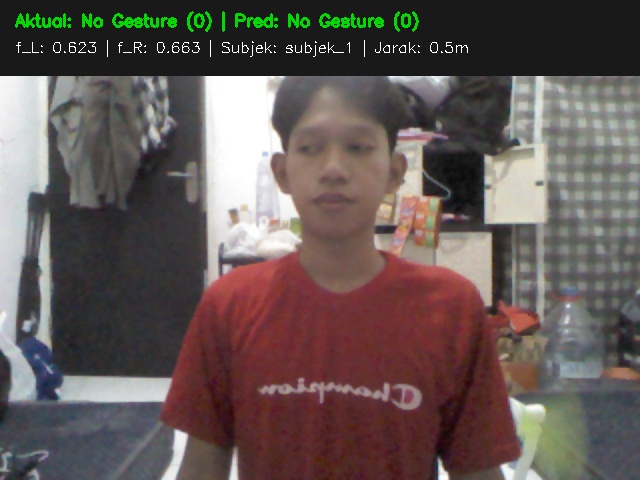 Aktual: No Gesture (0) | Pred: No Gesture (0)
f_L: 0.623 | f_R: 0.663 | Subjek: subjek_1 | Jarak: 0.5m
Champion